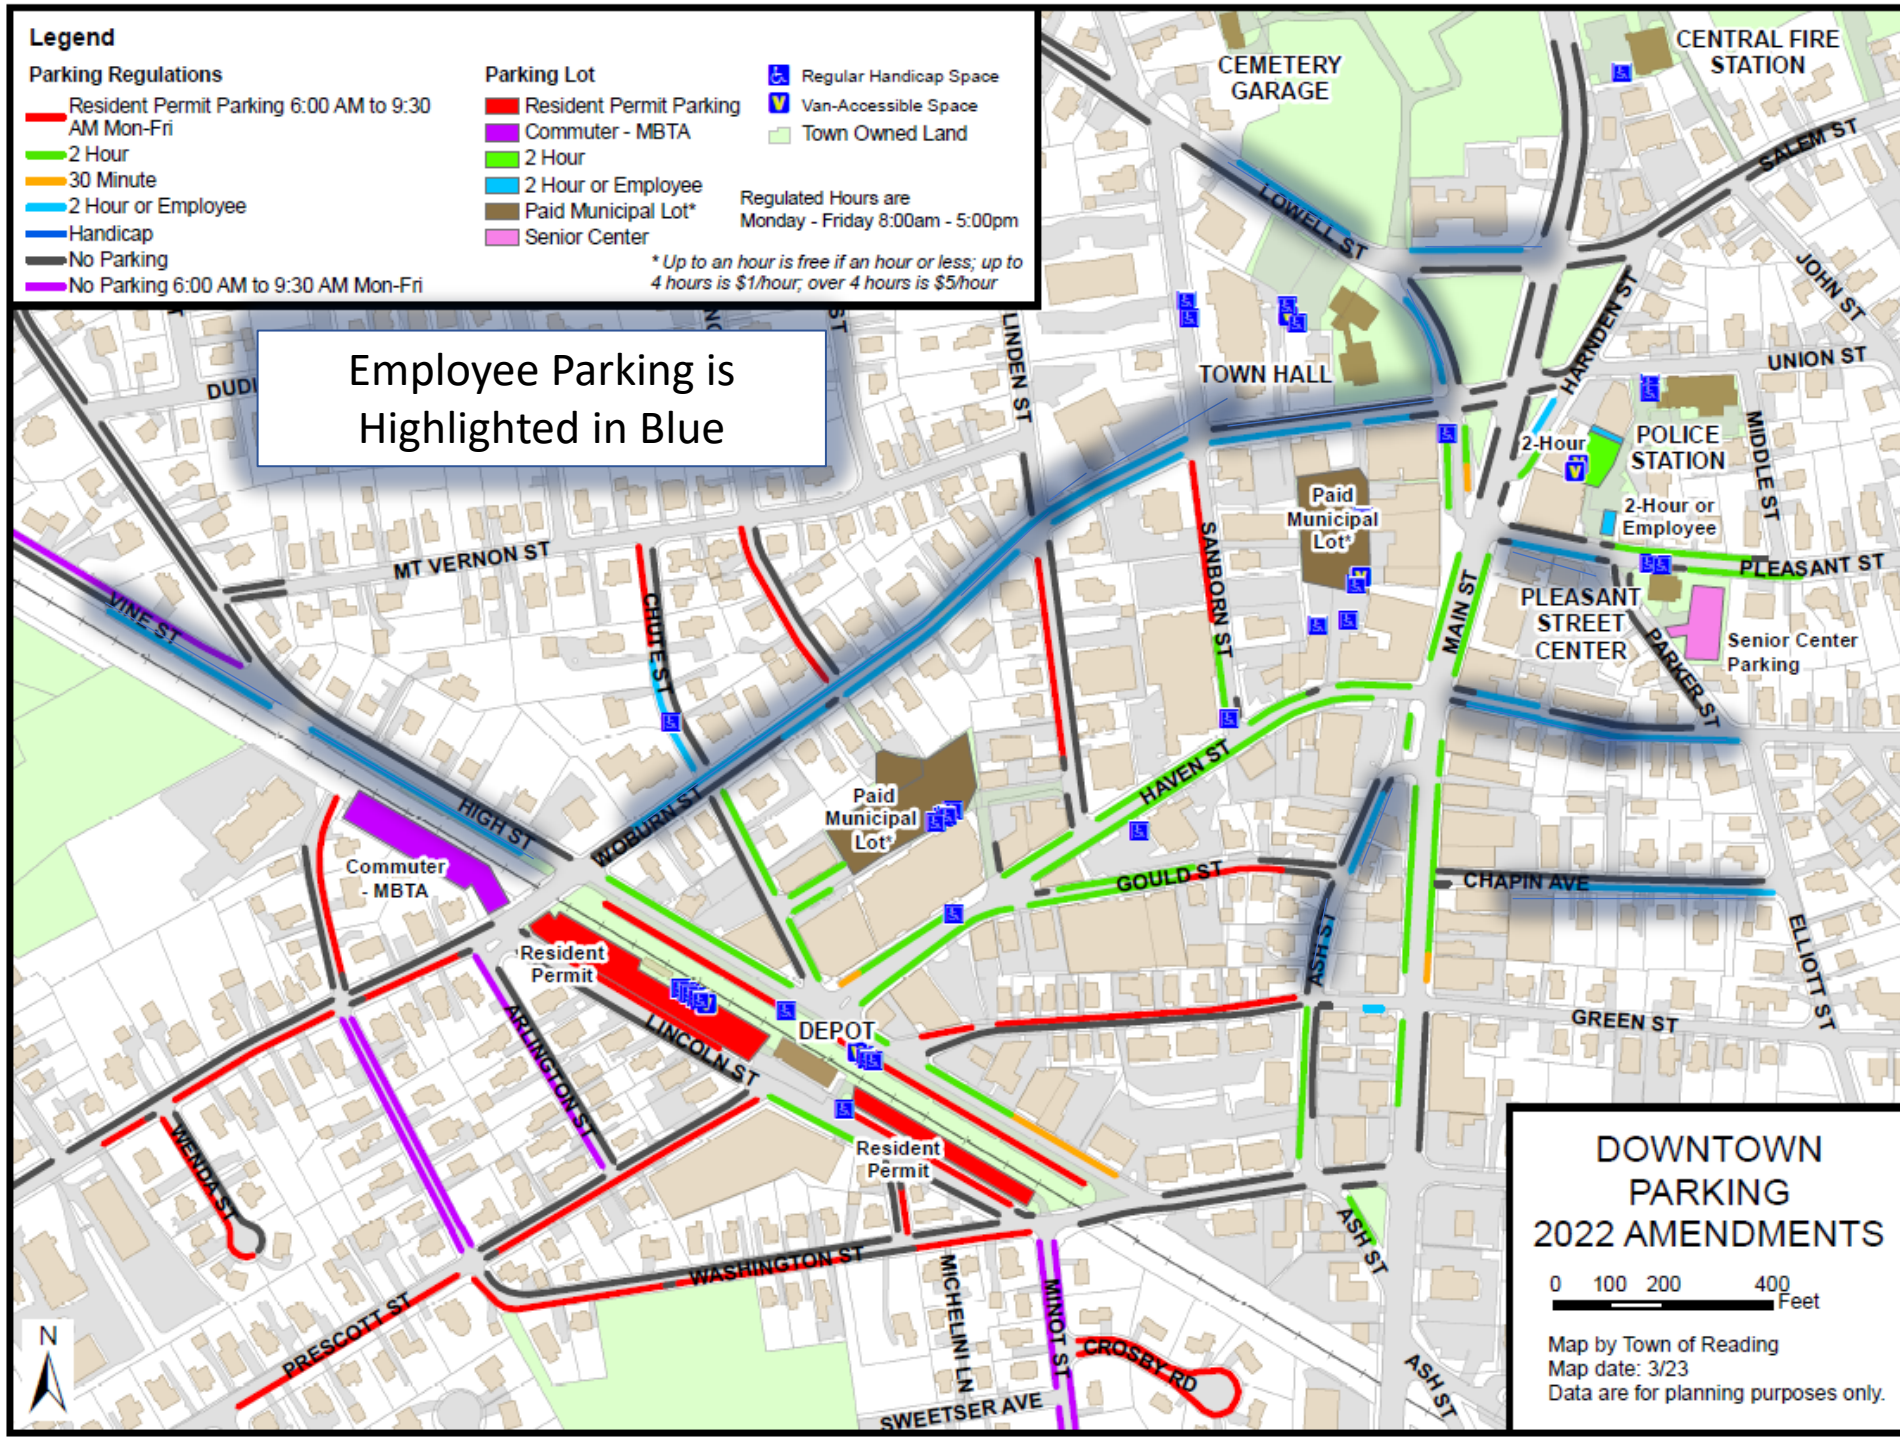 Legend
Parking Regulations
Resident Permit Parking 6:00 AM to 9:30
AM Mon-Fri
2 Hour
30 Minute
2 Hour or Employee
Handicap
No Parking
No Parking 6:00 AM to 9:30 AM Mon-Fri
Parking Lot
Resident Permit Parking
Commuter - MBTA
2 Hour
2 Hour or Employee
Paid Municipal Lot*
Senior Center
Regular Handicap Space
V Van-Accessible Space
Town Owned Land
Regulated Hours are
Monday - Friday 8:00am - 5:00pm
* Up to an hour is free if an hour or less; up to
4 hours is $1/hour; over 4 hours is $5/hour
Employee Parking is
Highlighted in Blue
CEMETERY
GARAGE
CENTRAL FIRE
STATION
SALEM ST
LOWELL ST
JOHN ST
HARNDEN ST
UNION ST
LINDEN ST
ST
TOWN HALL
MIDDLE ST
2-Hour
V
POLICE
STATION
2-Hour or
Employee
Paid
Municipal
Lot*
SANBORN ST
MT VERNON ST
PLEASANT ST
PLEASANT
STREET
CENTER
MAIN ST
PARKER ST
Senior Center
Parking
VINE ST
CHUTE ST
HIGH ST
WOBURN ST
Paid
Municipal
Lot*
HAVEN ST
Commuter
- MBTA
GOULD ST
CHAPIN AVE
ELLIOTT ST
ASH ST
GREEN ST
Resident
Permit
ARLINGTON ST
LINCOLN ST
DEPOT
Resident
Permit
WENDA ST
WASHINGTON ST
MICHELINI LN
MINOT ST
CROSBY RD
PRESCOTT ST
SWEETSER AVE
ASH ST
ASH ST
N
DOWNTOWN
PARKING
2022 AMENDMENTS
0 100 200 400
Feet
Map by Town of Reading
Map date: 3/23
Data are for planning purposes only.